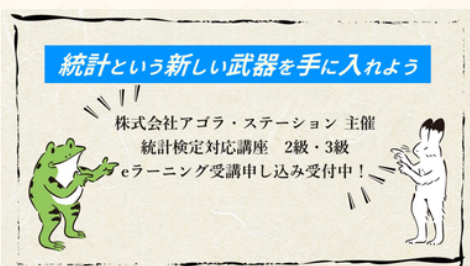 統計という新しい武器を手に入れよう
株式会社アゴラ・ステーション 主催
統計検定対応講座　2級・3級
eラーニング受講申し込み受付中！